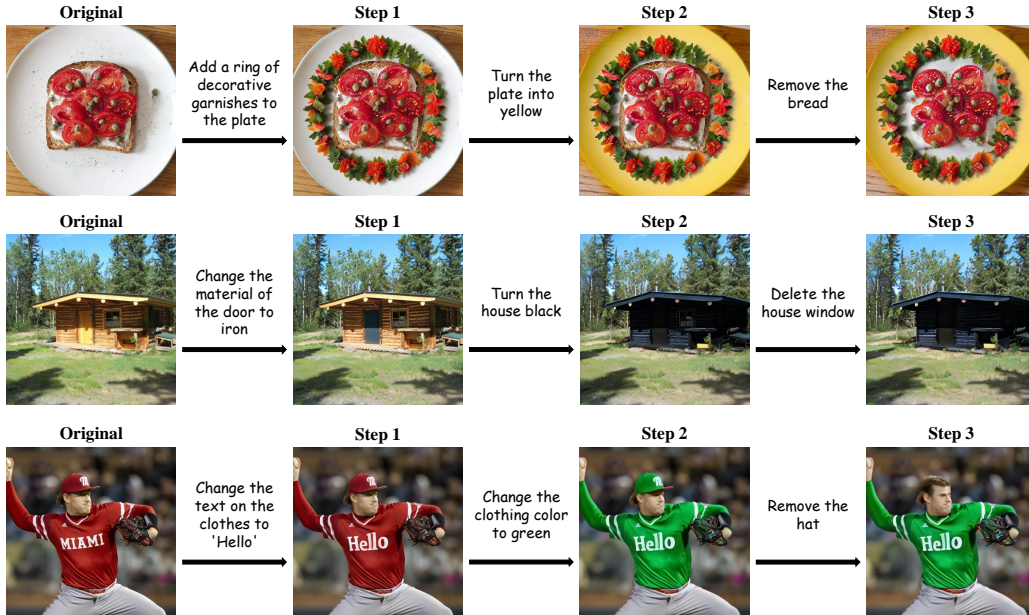 Original
Step 1
Step 2
Step 3
Add a ring of
decorative
garnishes to
the plate
Turn the
plate into
yellow
Remove the
bread
Original
Step 1
Step 2
Step 3
Change the
material of
the door to
iron
Turn the
house black
Delete the
house window
Original
Step 1
Step 2
Step 3
Change the
text on the
clothes to
'Hello'
Change the
clothing color
to green
Remove the
hat
MIAMI
Hello
Hello
Hello